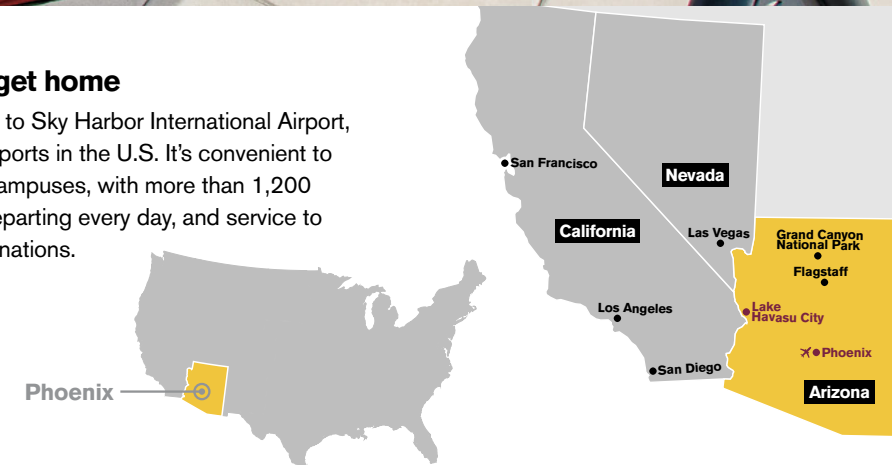 get home
to Sky Harbor International Airport,
ports in the U.S. It's convenient to
ampuses, with more than 1,200
eparting every day, and service to
nations.
Phoenix
San Francisco
Nevada
California
Las Vegas
Grand Canyon
National Park
Flagstaff
Los Angeles
Lake
Havasu City
Phoenix
San Diego
Arizona